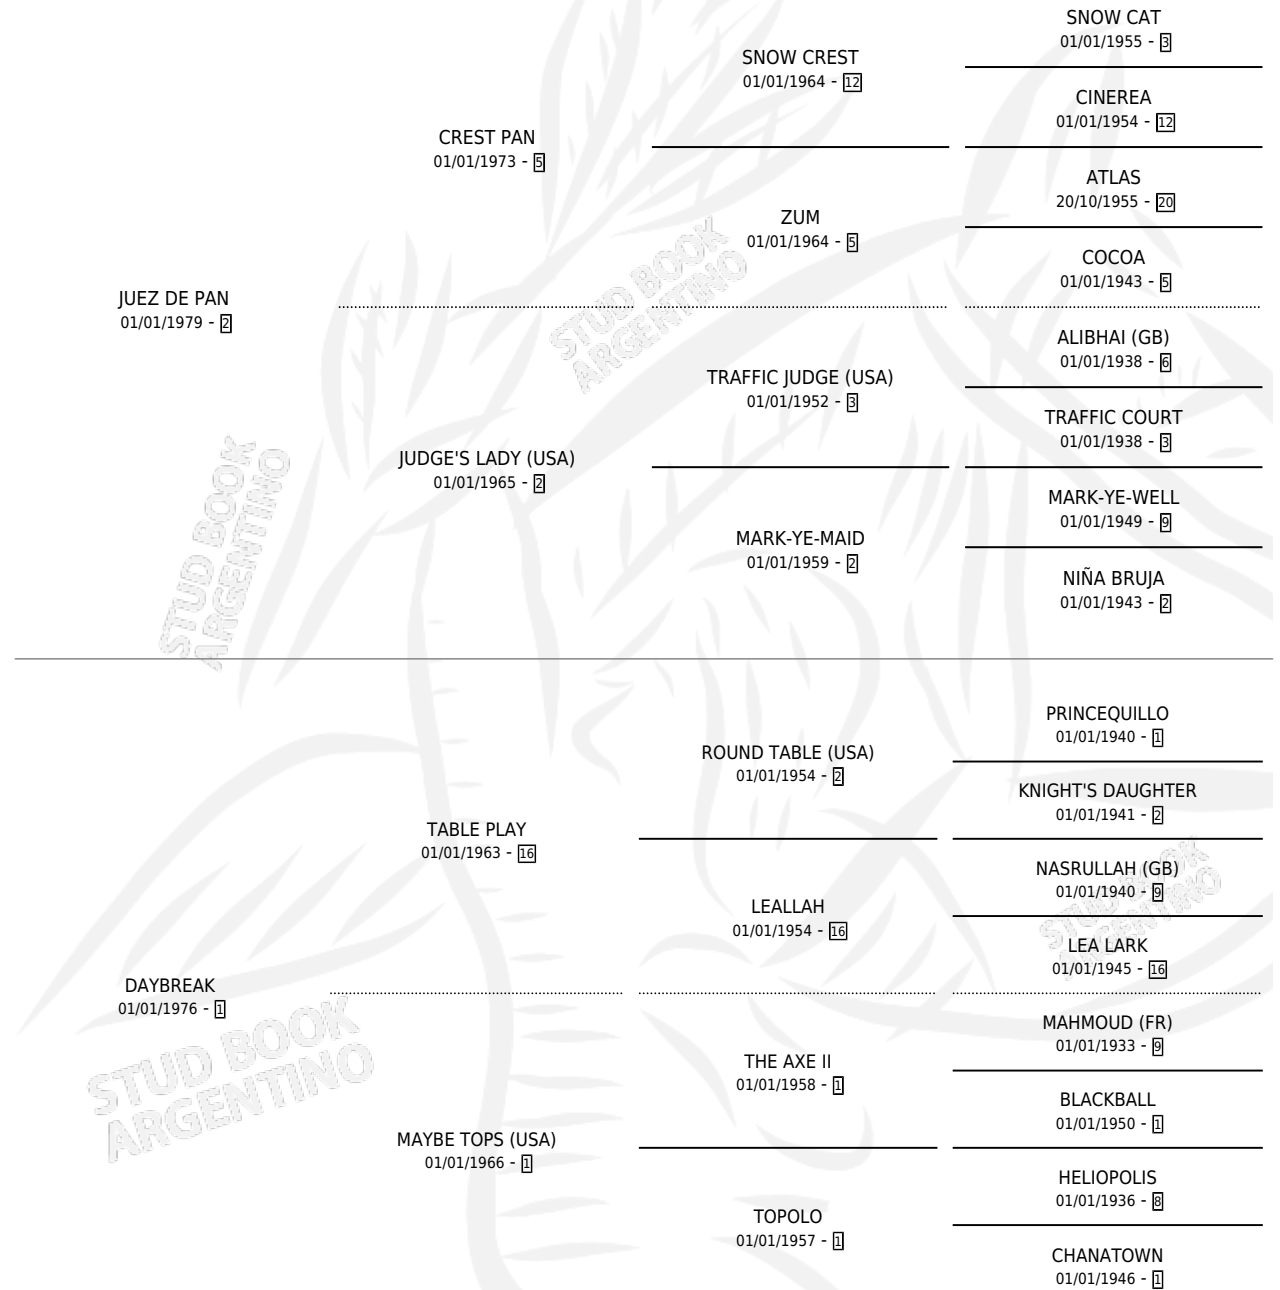 SNOW CAT
01/01/1955 - 3
SNOW CREST
01/01/1964 - 12
CINEREA
01/01/1954 - 12
CREST PAN
01/01/1973 - 5
ATLAS
20/10/1955 - 20
ZUM
01/01/1964 - 5
COCOA
01/01/1943 - 5
JUEZ DE PAN
01/01/1979 - 2
ALIBHAI (GB)
01/01/1938 - 6
TRAFFIC JUDGE (USA)
01/01/1952 - 3
TRAFFIC COURT
01/01/1938 - 3
JUDGE'S LADY (USA)
01/01/1965 - 2
MARK-YE-WELL
01/01/1949 - 9
MARK-YE-MAID
01/01/1959 - 2
NIÑA BRUJA
01/01/1943 - 2
PRINCEQUILLO
01/01/1940 - 1
ROUND TABLE (USA)
01/01/1954 - 2
KNIGHT'S DAUGHTER
01/01/1941 - 2
TABLE PLAY
01/01/1963 - 16
NASRULLAH (GB)
01/01/1940 - 9
LEALLAH
01/01/1954 - 16
LEA LARK
01/01/1945 - 16
DAYBREAK
01/01/1976 - 1
MAHMOUD (FR)
01/01/1933 - 9
THE AXE II
01/01/1958 - 1
BLACKBALL
01/01/1950 - 1
MAYBE TOPS (USA)
01/01/1966 - 1
HELIOPOLIS
01/01/1936 - 8
TOPOLO
01/01/1957 - 1
CHANATOWN
01/01/1946 - 1
STUD BOOK
ARGENTINO
STUD BOOK
ARGENTINO
STUD BOOK
ARGENTINO
STUD BOOK
ARGENTINO